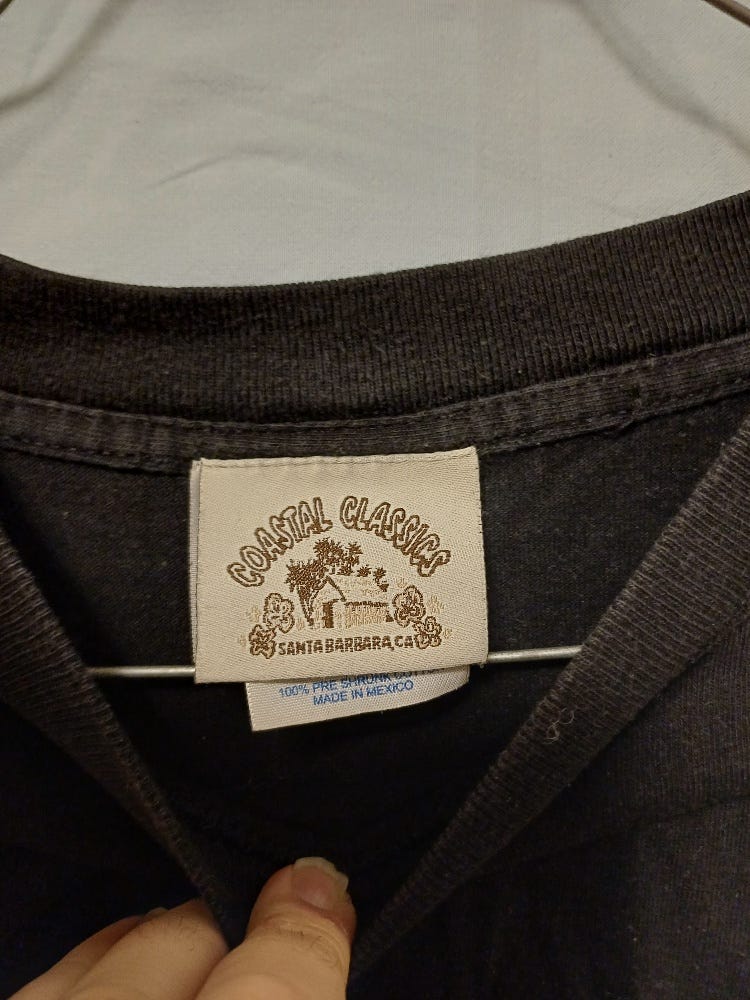 COASTAL CLASSICS
SANTA BARBARA, CA
100% PRE SHRUNK COTTON
MADE IN MEXICO